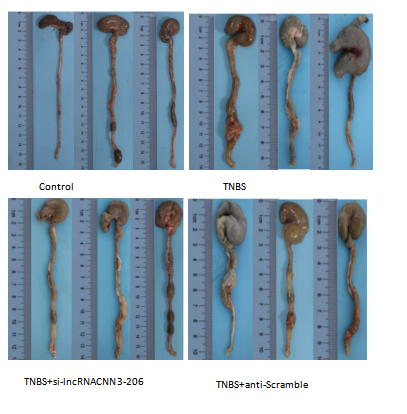 Control
TNBS
TNBS+si-lncRNACNN3-206
TNBS+anti-Scramble